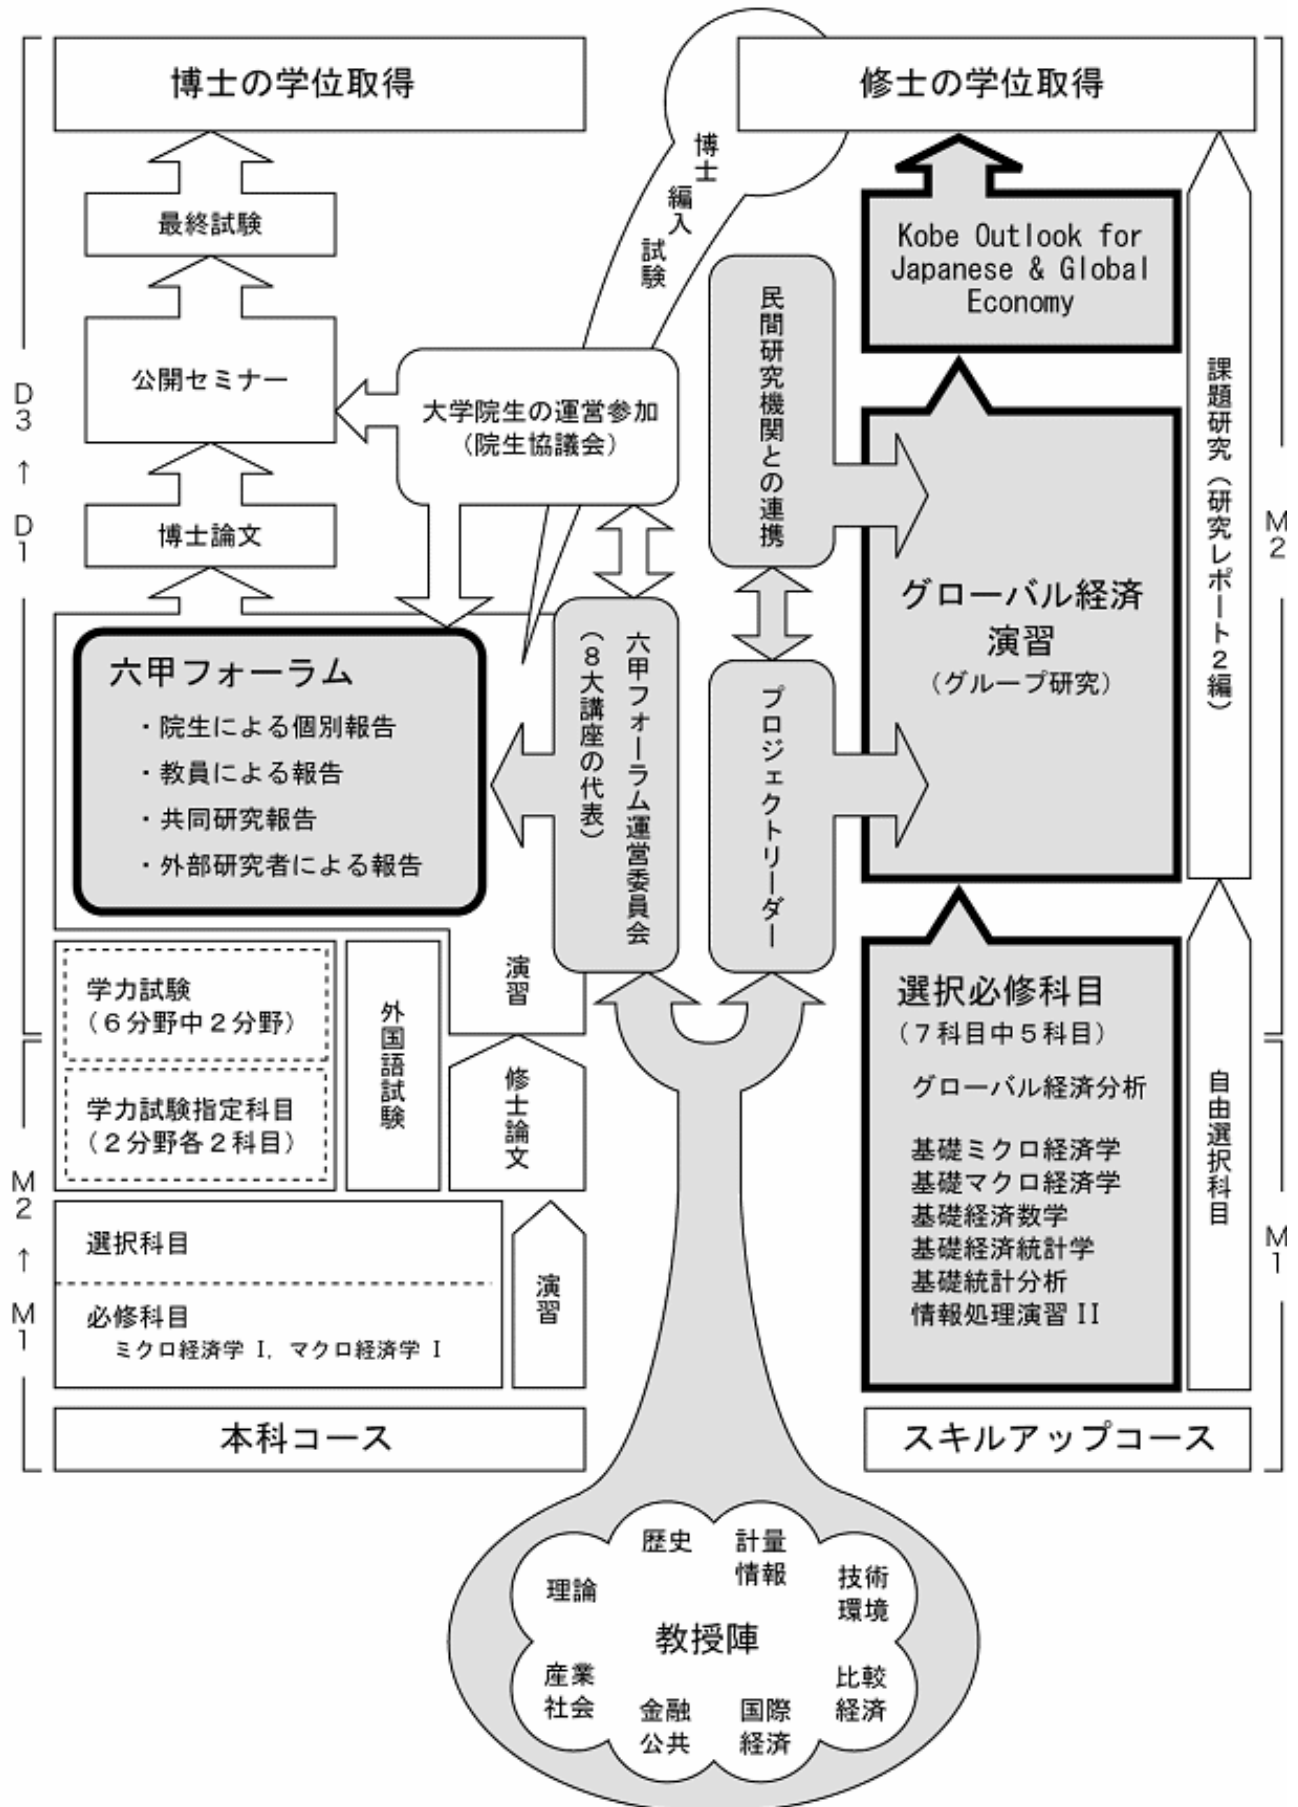 博士の学位取得
最終試験
公開セミナー
博士論文
D3
↑
D1
大学院生の運営参加
(院生協議会)
博士編入試験
六甲フォーラム
・院生による個別報告
・教員による報告
・共同研究報告
・外部研究者による報告
六甲フォーラム運営委員会
(8大講座の代表)
演習
学力試験
(6分野中2分野)
学力試験指定科目
(2分野各2科目)
外国語試験
修士論文
M2
↑
M1
選択科目
必修科目
ミクロ経済学 I, マクロ経済学 I
演習
本科コース
修士の学位取得
Kobe Outlook for
Japanese & Global
Economy
民間研究機関との連携
プロジェクトリーダー
グローバル経済
演習
(グループ研究)
課題研究(研究レポート2編)
M2
選択必修科目
(7科目中5科目)
グローバル経済分析
基礎ミクロ経済学
基礎マクロ経済学
基礎経済数学
基礎経済統計学
基礎統計分析
情報処理演習 II
自由選択科目
M1
スキルアップコース
歴史
計量
情報
理論
技術
環境
教授陣
産業
社会
金融
公共
国際
経済
比較
経済